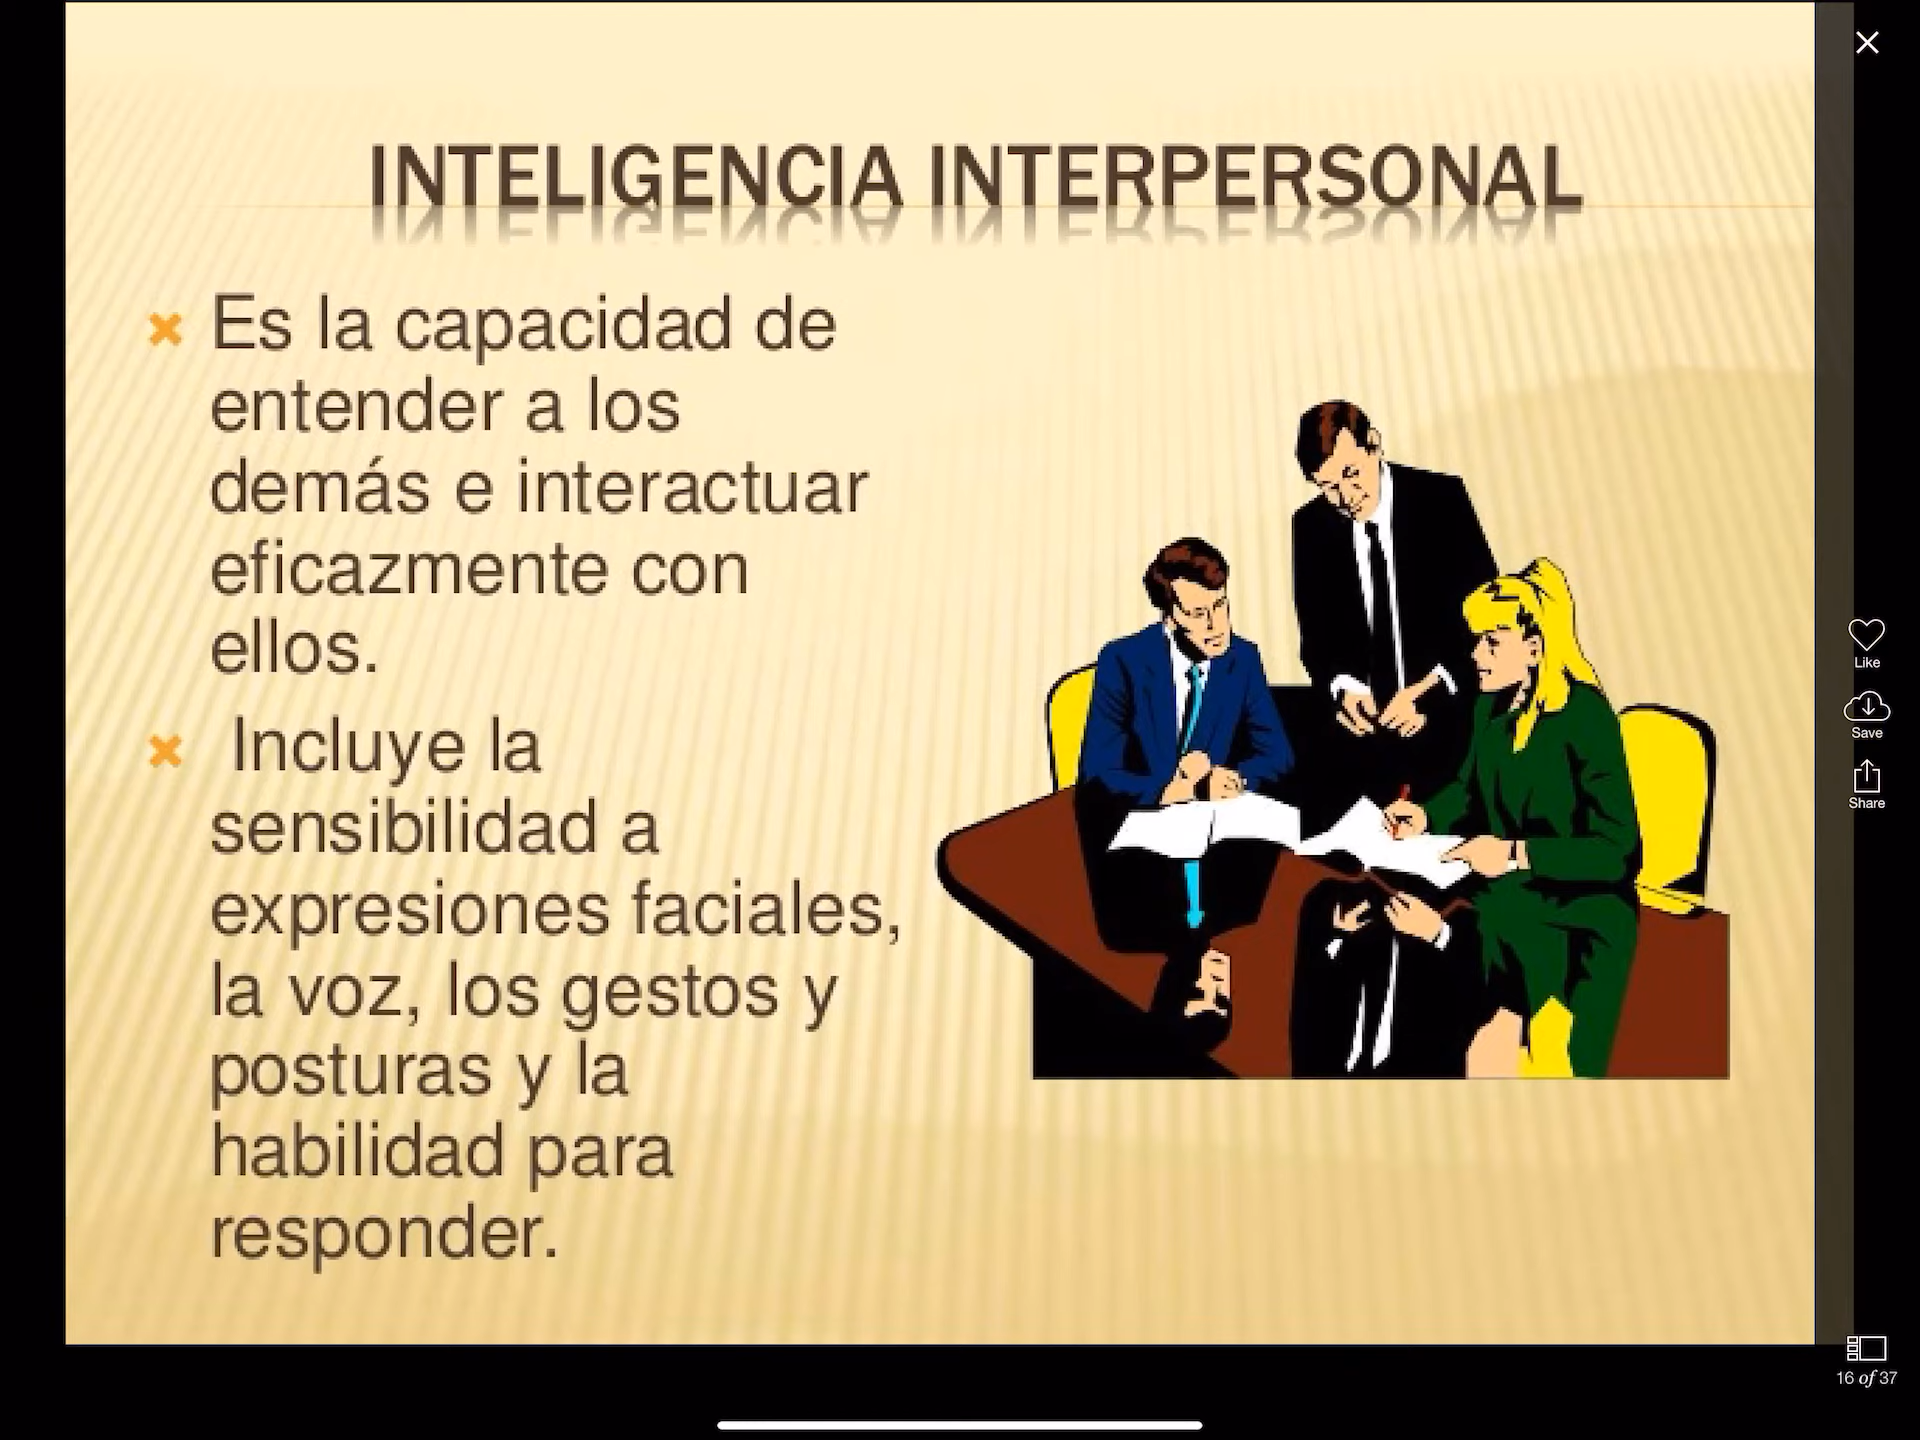 INTELIGENCIA INTERPERSONAL
Es la capacidad de
entender a los
demás e interactuar
eficazmente con
ellos.
Incluye la
sensibilidad a
expresiones faciales,
la voz, los gestos y
posturas y la
habilidad para
responder.
Like
Save
Share
16 of 37